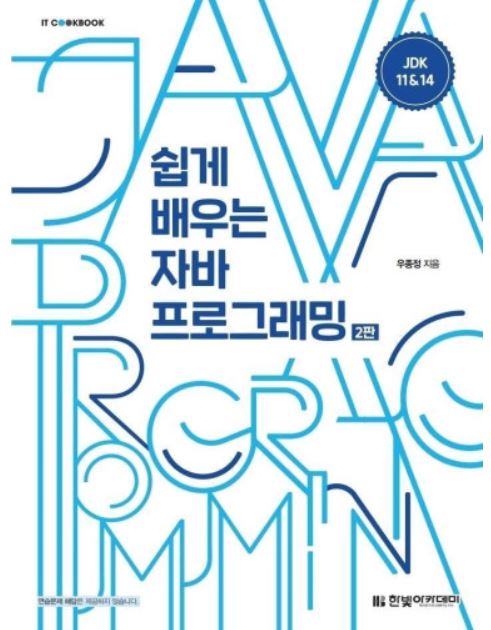 IT COOKBOOK
JDK
11&14
쉽게
배우는
자바
프로그래밍 2판
우종정 지음
JAVA
PROGRAMMING
연습문제 해답은 제공하지 않습니다.
한빛아카데미